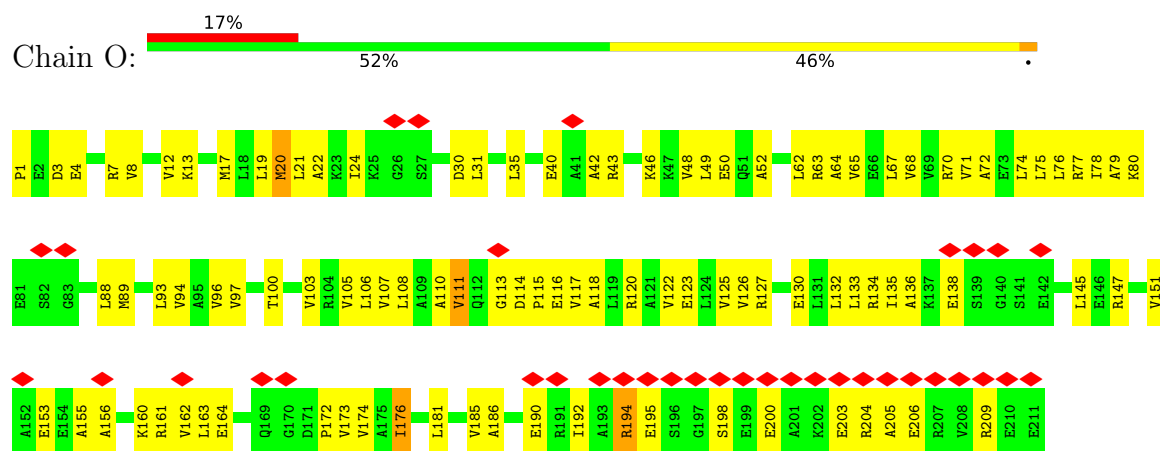 17%
Chain O:
52% 46% •
P1 E2 D3 E4 R7 V8 V12 K13 M17 L18 L19 M20 L21 A22 K23 I24 K25 G26 S27 D30 L31 L35 E40 A41 A42 R43 K46 K47 V48 L49 E50 Q51 A52 L62 R63 A64 V65 E66 L67 V68 V69 R70 V71 A72 E73 L74 L75 L76 R77 I78 A79 K80
E81 S82 G83 L88 M89 L93 V94 A95 V96 V97 T100 V103 R104 V105 L106 V107 L108 A109 A110 V111 Q112 G113 D114 P115 E116 V117 A118 L119 R120 A121 V122 E123 L124 V125 V126 R127 E130 L131 L132 L133 R134 I135 A136 K137 E138 S139 G140 S141 E142 L145 E146 R147 V151
A152 E153 E154 A155 A156 K160 R161 V162 L163 E164 Q169 G170 D171 P172 V173 V174 A175 I176 L181 V185 A186 E190 R191 I192 A193 R194 E195 S196 G197 S198 E199 E200 A201 K202 E203 R204 A205 E206 R207 V208 R209 E210 E211